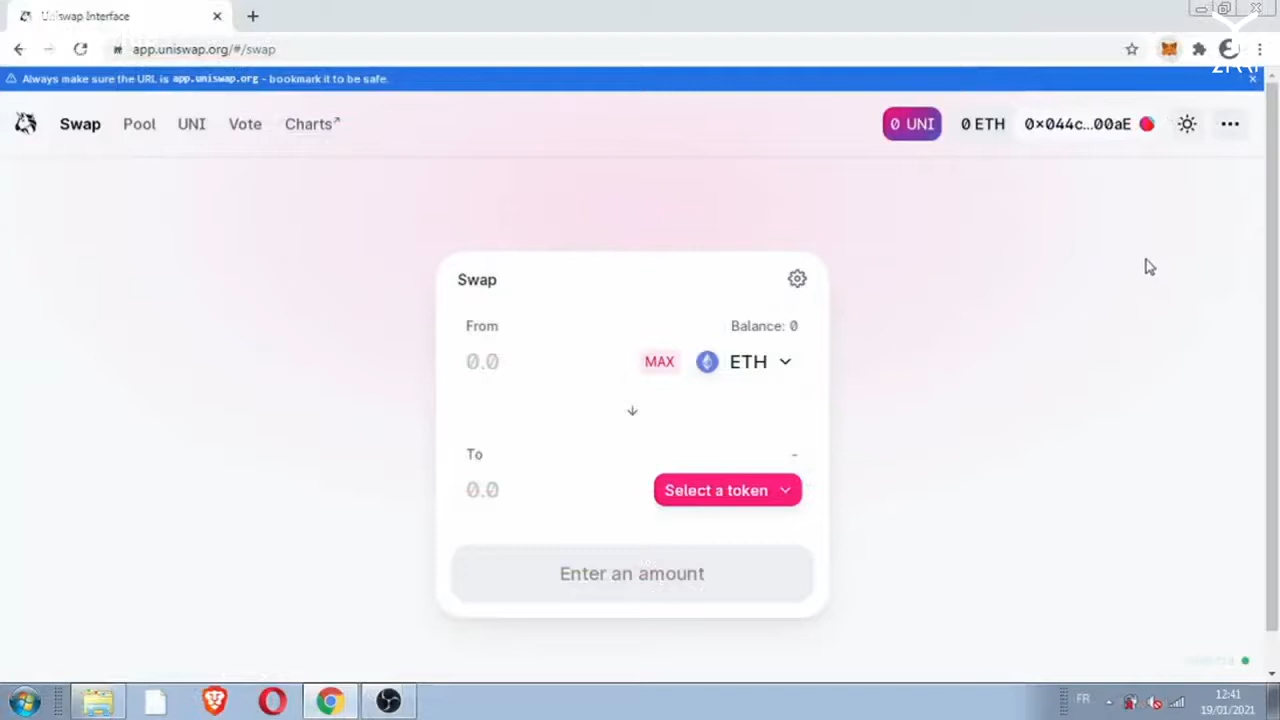 Uniswap Interface
app.uniswap.org/#/swap
Always make sure the URL is app.uniswap.org - bookmark it to be safe.
Swap Pool UNI Vote Charts↗ 0 UNI 0 ETH 0×044c...00aE
Swap
From Balance: 0
0.0 MAX ETH
To -
0.0 Select a token
Enter an amount
FR 12:41
19/01/2021